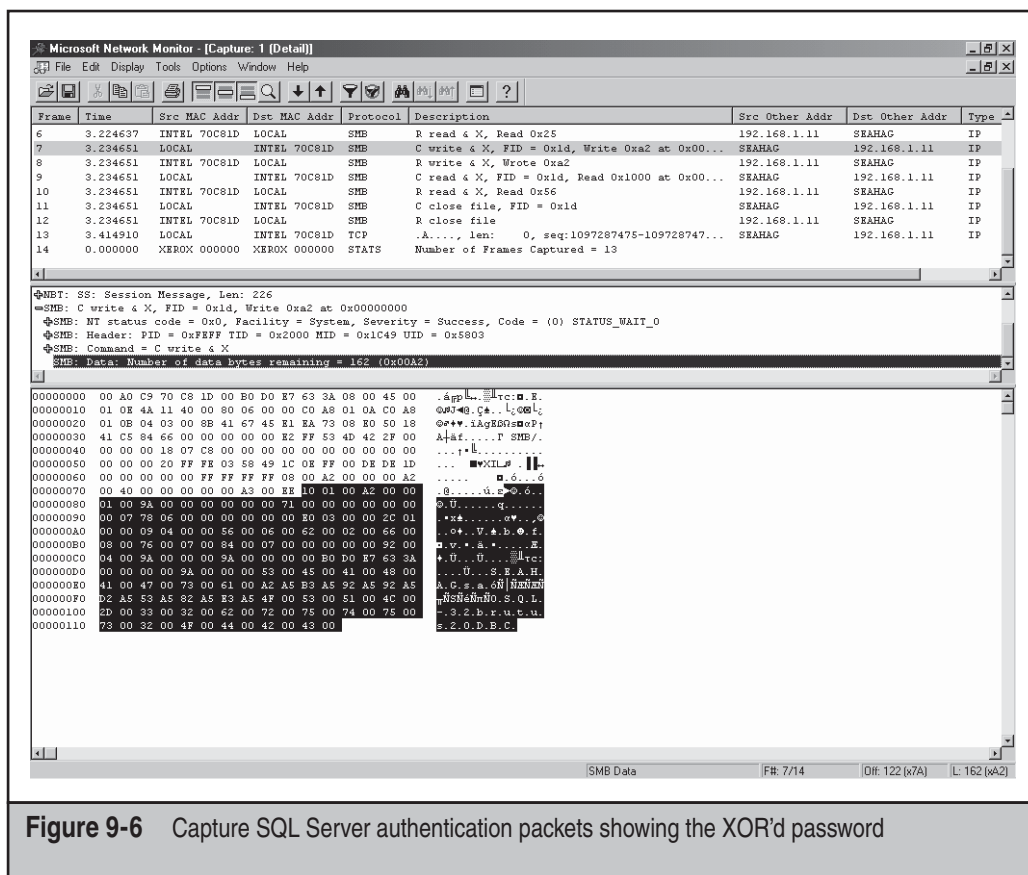 Microsoft Network Monitor - [Capture: 1 (Detail)]
File Edit Display Tools Options Window Help
Frame Time Src MAC Addr Dst MAC Addr Protocol Description Src Other Addr Dst Other Addr Type
6 3.224637 INTEL 70C81D LOCAL SMB R read & X, Read 0x25 192.168.1.11 SEAHAG IP
7 3.234651 LOCAL INTEL 70C81D SMB C write & X, FID = 0x1d, Write 0xa2 at 0x00... SEAHAG 192.168.1.11 IP
8 3.234651 INTEL 70C81D LOCAL SMB R write & X, Wrote 0xa2 192.168.1.11 SEAHAG IP
9 3.234651 LOCAL INTEL 70C81D SMB C read & X, FID = 0x1d, Read 0x1000 at 0x00... SEAHAG 192.168.1.11 IP
10 3.234651 INTEL 70C81D LOCAL SMB R read & X, Read 0x56 192.168.1.11 SEAHAG IP
11 3.234651 LOCAL INTEL 70C81D SMB C close file, FID = 0x1d SEAHAG 192.168.1.11 IP
12 3.234651 INTEL 70C81D LOCAL SMB R close file 192.168.1.11 SEAHAG IP
13 3.414910 LOCAL INTEL 70C81D TCP .A...., len: 0, seq:1097287475-109728747... SEAHAG 192.168.1.11 IP
14 0.000000 XEROX 000000 XEROX 000000 STATS Number of Frames Captured = 13
NBT: SS: Session Message, Len: 226
SMB: C write & X, FID = 0x1d, Write 0xa2 at 0x00000000
SMB: NT status code = 0x0, Facility = System, Severity = Success, Code = (0) STATUS_WAIT_0
SMB: Header: PID = 0xFEFF TID = 0x2000 MID = 0x1C49 UID = 0x5803
SMB: Command = C write & X
SMB: Data: Number of data bytes remaining = 162 (0x00A2)
00000000 00 A0 C9 70 C8 1D 00 B0 D0 E7 63 3A 08 00 45 00
00000010 01 0E 4A 11 40 00 80 06 00 00 C0 A8 01 0A C0 A8
00000020 01 0B 04 03 00 8B 41 67 45 E1 EA 73 08 E0 50 18
00000030 41 C5 84 66 00 00 00 00 00 E2 FF 53 4D 42 2F 00
00000040 00 00 00 18 07 C8 00 00 00 00 00 00 00 00 00 00
00000050 00 00 00 20 FF FE 03 58 49 1C 0E FF 00 DE DE 1D
00000060 00 00 00 00 00 FF FF FF FF 08 00 A2 00 00 00 A2
00000070 00 40 00 00 00 00 00 A3 00 EE 10 01 00 A2 00 00
00000080 01 00 9A 00 00 00 00 00 00 71 00 00 00 00 00 00
00000090 00 07 78 06 00 00 00 00 00 00 E0 03 00 00 2C 01
000000A0 00 00 09 04 00 00 56 00 06 00 62 00 02 00 66 00
000000B0 08 00 76 00 07 00 84 00 07 00 00 00 00 00 92 00
000000C0 04 00 9A 00 00 00 9A 00 00 00 00 B0 D0 E7 63 3A
000000D0 00 00 00 00 9A 00 00 00 53 00 45 00 41 00 48 00
000000E0 41 00 47 00 73 00 61 00 A2 A5 B3 A5 92 A5 92 A5
000000F0 D2 A5 53 A5 82 A5 E3 A5 4F 00 53 00 51 00 4C 00
00000100 2D 00 33 00 32 00 62 00 72 00 75 00 74 00 75 00
00000110 73 00 32 00 4F 00 44 00 42 00 43 00
SMB Data F#: 7/14 Off: 122 (x7A) L: 162 (xA2)
Figure 9-6 Capture SQL Server authentication packets showing the XOR'd password